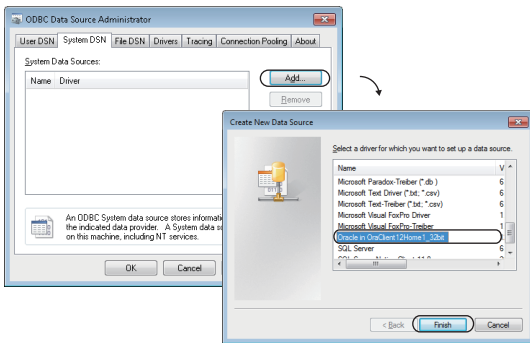 ODBC Data Source Administrator
User DSN System DSN File DSN Drivers Tracing Connection Pooling About
System Data Sources:
Name Driver
Add...
Remove
An ODBC System data source stores informati
the indicated data provider. A System data s
on this machine, including NT services.
OK Cancel
Create New Data Source
Select a driver for which you want to set up a data source.
Name V
Microsoft Paradox-Treiber (*.db ) 6
Microsoft Text Driver (*.txt; *.csv) 6
Microsoft Text-Treiber (*.txt; *.csv) 6
Microsoft Visual FoxPro Driver 1
Microsoft Visual FoxPro-Treiber 1
Oracle in OraClient12Home1_32bit
SQL Server 6
< Back Finish Cancel